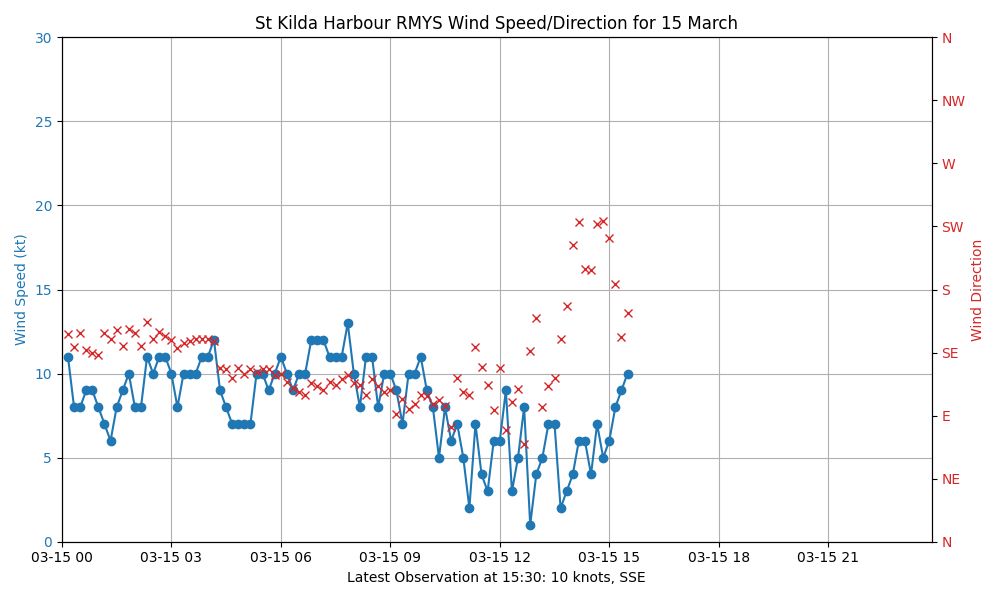 St Kilda Harbour RMYS Wind Speed/Direction for 15 March
30
25
20
15
10
5
0
Wind Speed (kt)
N
NW
W
SW
S
SE
E
NE
N
Wind Direction
03-15 00
03-15 03
03-15 06
03-15 09
03-15 12
03-15 15
03-15 18
03-15 21
Latest Observation at 15:30: 10 knots, SSE